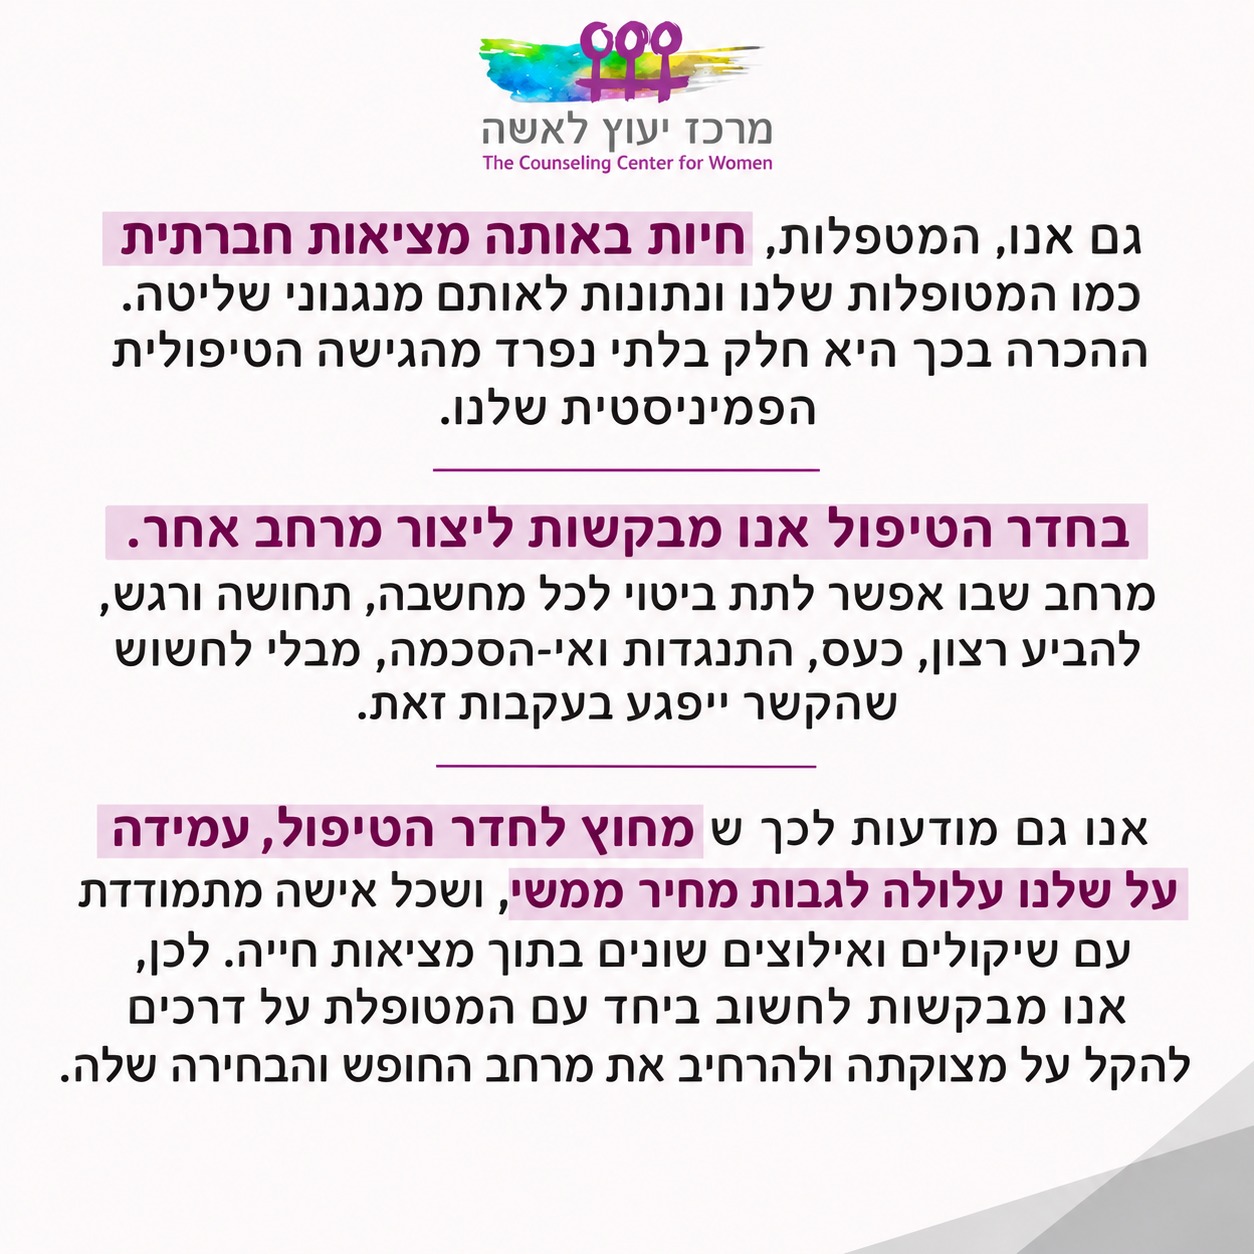 מרכז יעוץ לאשה
The Counseling Center for Women
גם אנו, המטפלות, חיות באותה מציאות חברתית
כמו המטופלות שלנו ונתונות לאותם מנגנוני שליטה.
ההכרה בכך היא חלק בלתי נפרד מהגישה הטיפולית
הפמיניסטית שלנו.
בחדר הטיפול אנו מבקשות ליצור מרחב אחר.
מרחב שבו אפשר לתת ביטוי לכל מחשבה, תחושה ורגש,
להביע רצון, כעס, התנגדות ואי-הסכמה, מבלי לחשוש
שהקשר ייפגע בעקבות זאת.
אנו גם מודעות לכך ש מחוץ לחדר הטיפול, עמידה
על שלנו עלולה לגבות מחיר ממשי, ושכל אישה מתמודדת
עם שיקולים ואילוצים שונים בתוך מציאות חייה. לכן,
אנו מבקשות לחשוב ביחד עם המטופלת על דרכים
להקל על מצוקתה ולהרחיב את מרחב החופש והבחירה שלה.